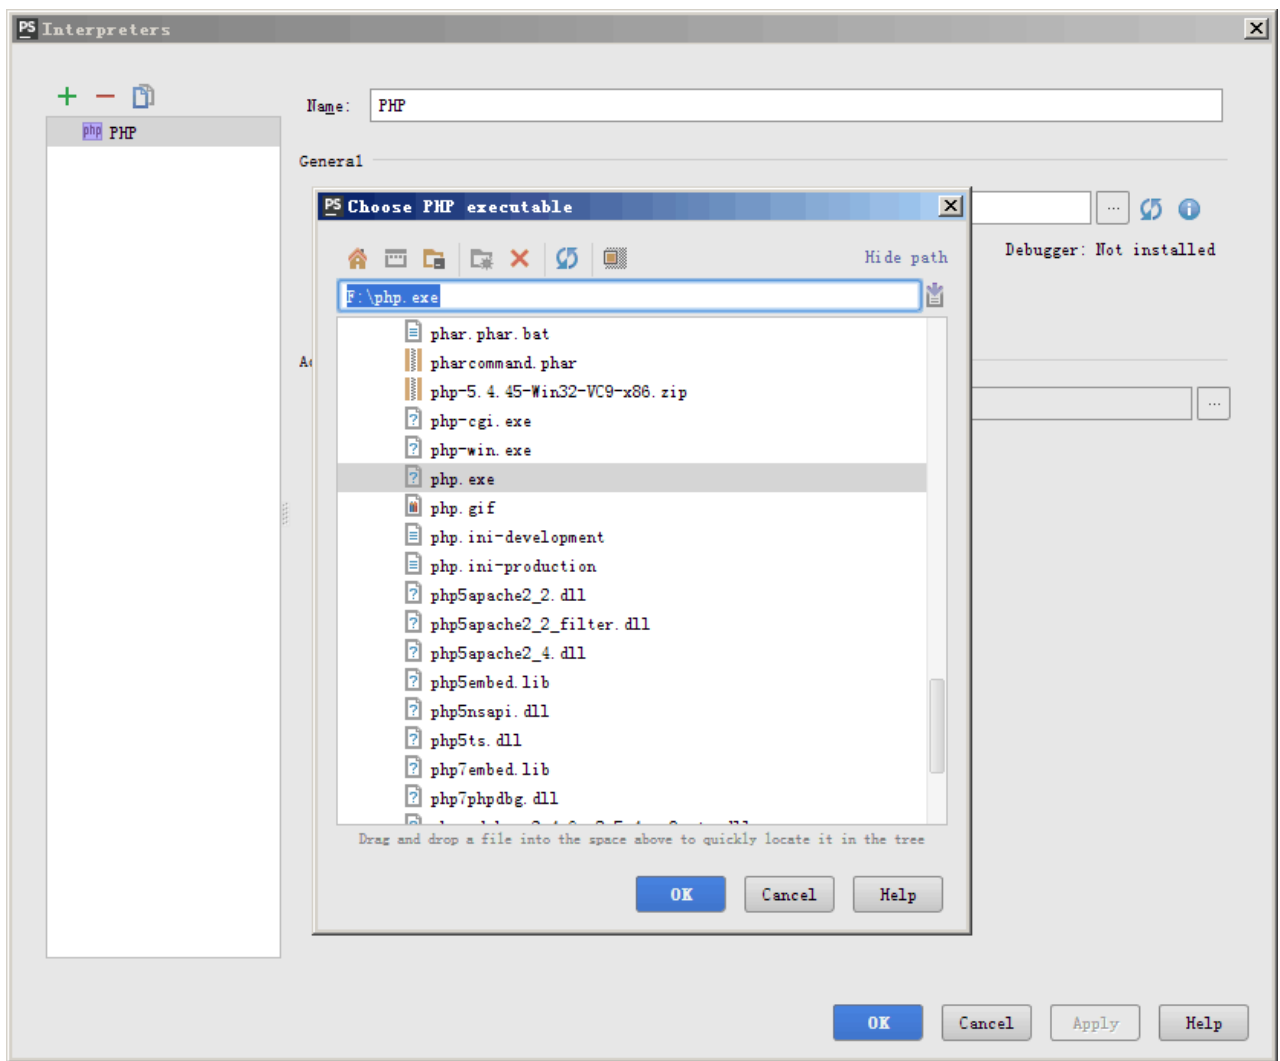 PS Interpreters
php PHP
Name: PHP
General
PS Choose PHP executable
Hide path
Debugger: Not installed
F:\php.exe
phar.phar.bat
pharcommand.phar
php-5.4.45-Win32-VC9-x86.zip
php-cgi.exe
php-win.exe
php.exe
php.gif
php.ini-development
php.ini-production
php5apache2_2.dll
php5apache2_2_filter.dll
php5apache2_4.dll
php5embed.lib
php5nsapi.dll
php5ts.dll
php7embed.lib
php7phpdbg.dll
Drag and drop a file into the space above to quickly locate it in the tree
OK Cancel Help
OK Cancel Apply Help